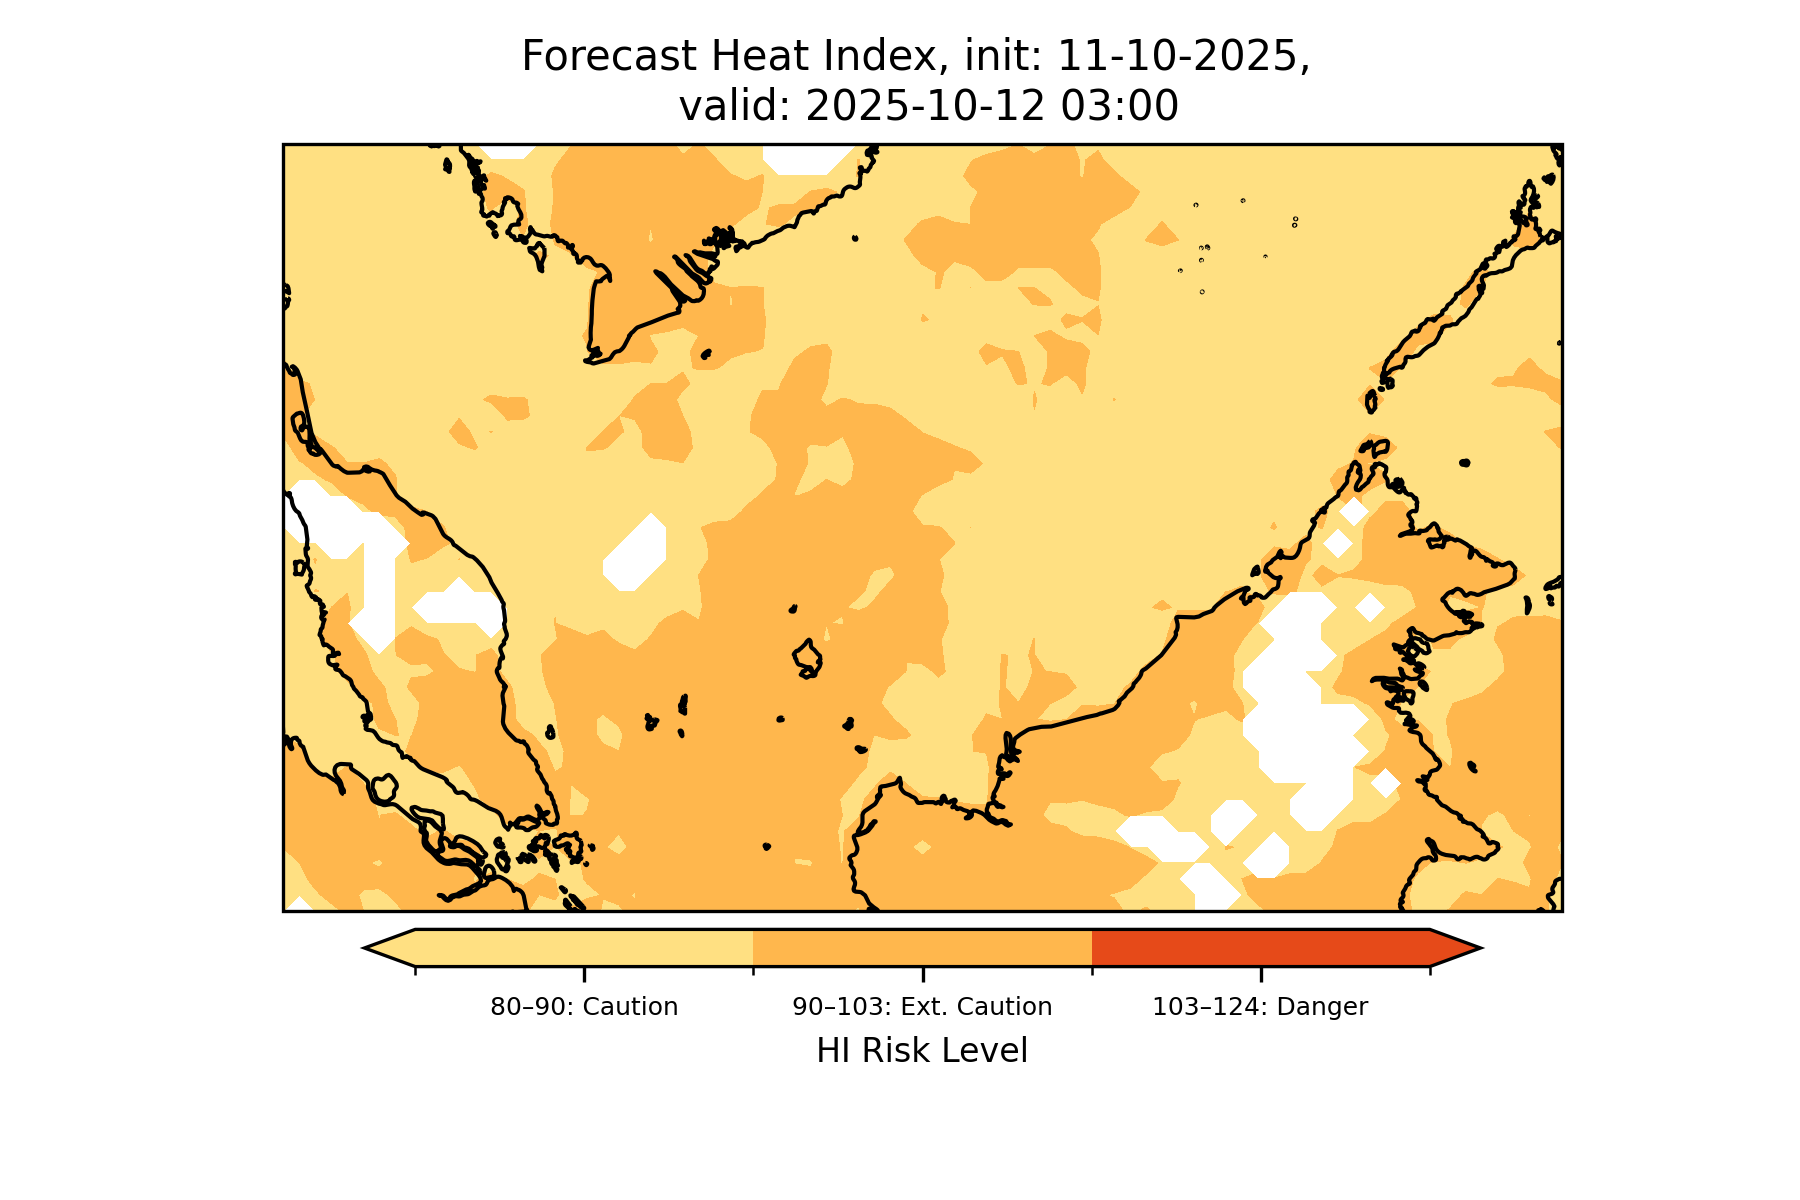 Forecast Heat Index, init: 11-10-2025,
valid: 2025-10-12 03:00
80–90: Caution
90–103: Ext. Caution
103–124: Danger
HI Risk Level